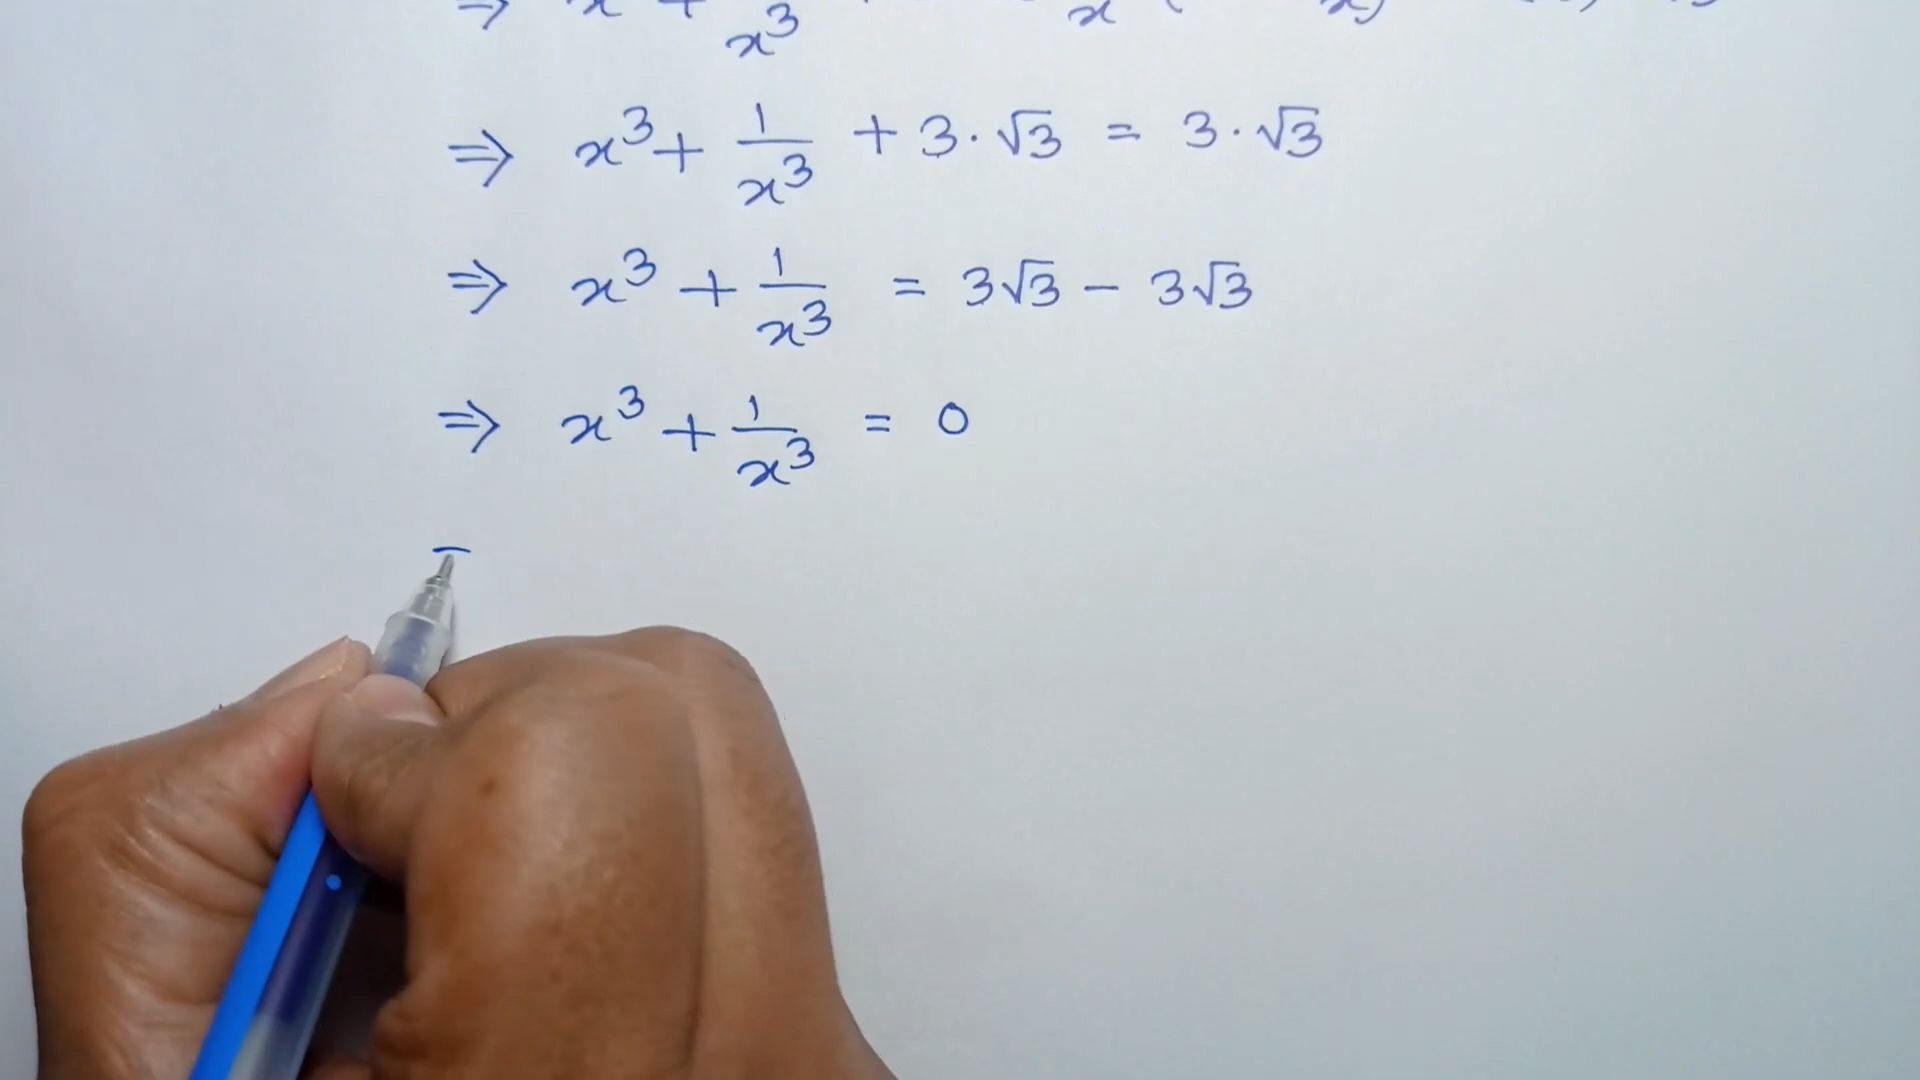 x³ + 1/x³ + 3·√3 = 3·√3
⇒ x³ + 1/x³ = 3√3 − 3√3
⇒ x³ + 1/x³ = 0